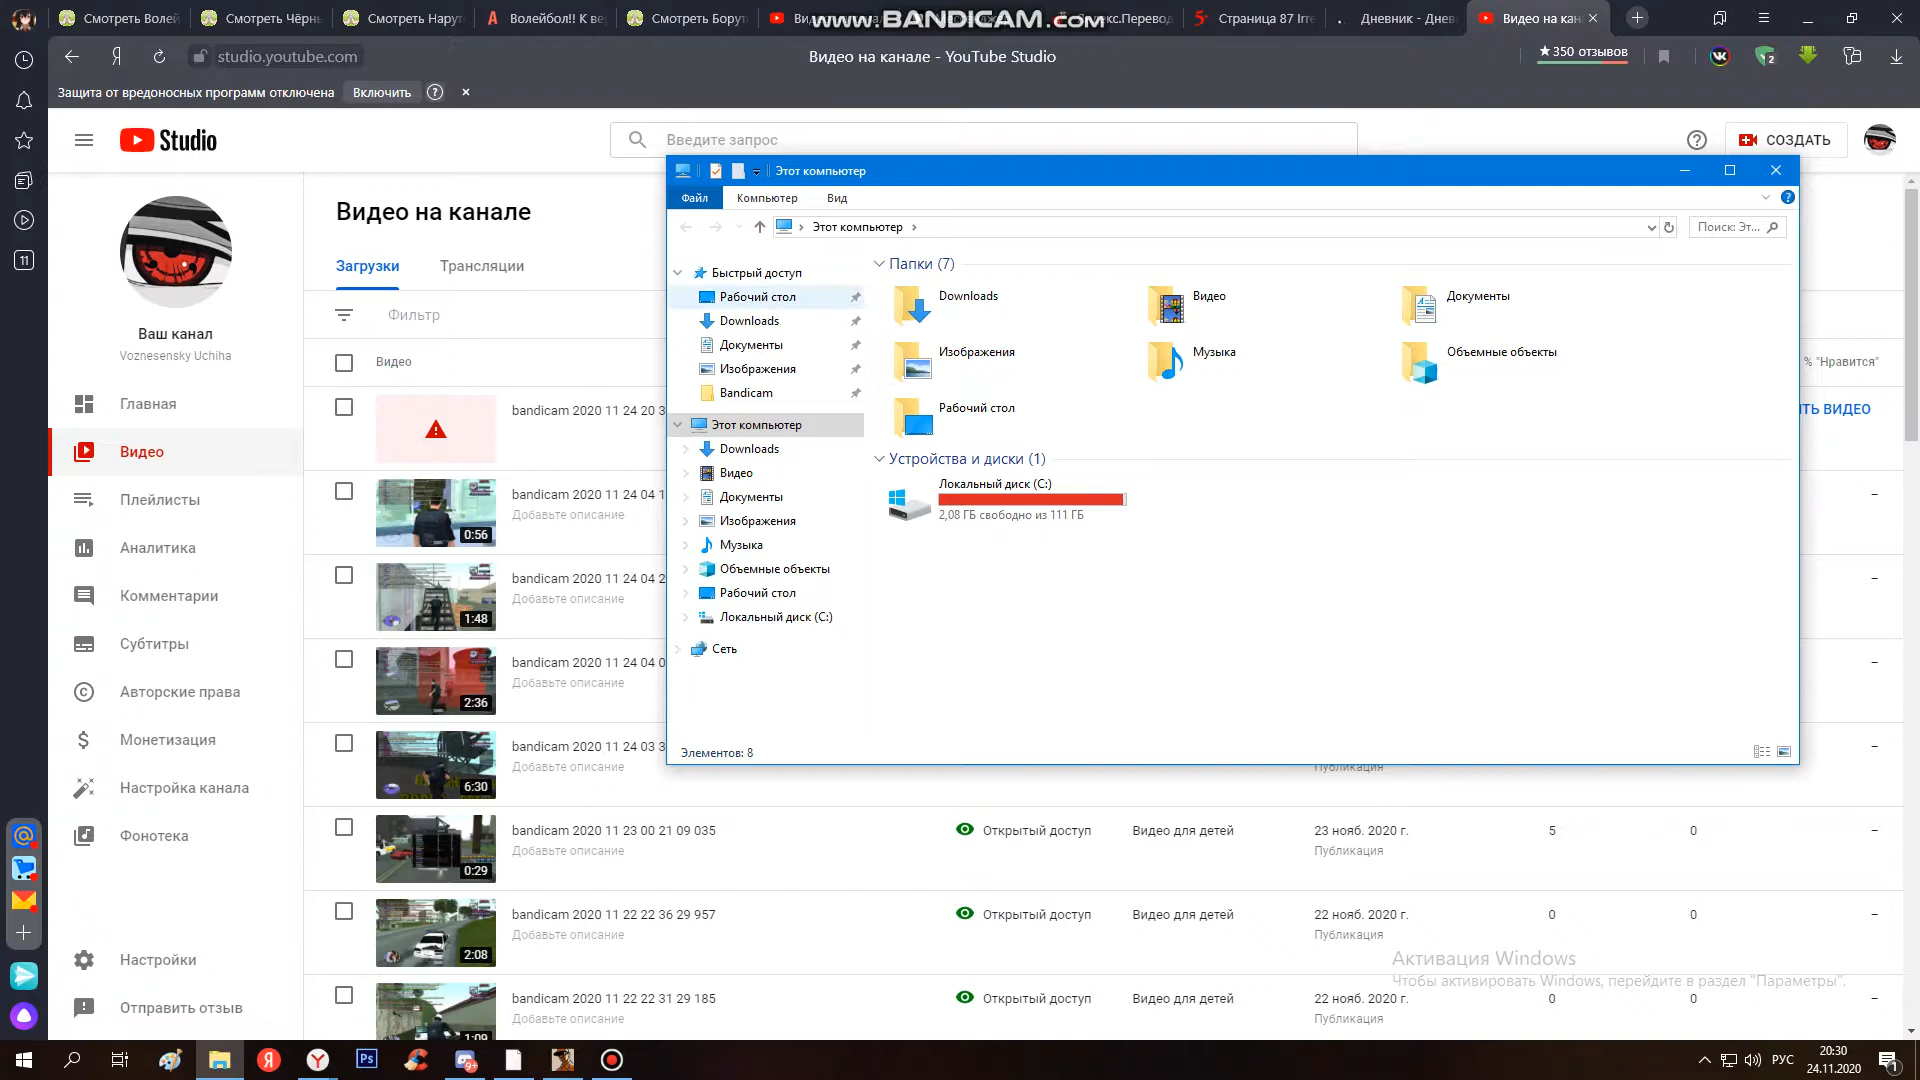 Смотреть Волей
Смотреть Чёрн
Смотреть Нарут
Волейбол!! К ве
Смотреть Борут
www.BANDICAM.com
Страница 87 Irre
Дневник - Днев
Видео на кан
studio.youtube.com
Видео на канале - YouTube Studio
★ 350 отзывов
2
Защита от вредоносных программ отключена
Включить
11
Studio
Введите запрос
СОЗДАТЬ
Этот компьютер
Файл
Компьютер
Вид
Этот компьютер
Поиск: Эт...
Быстрый доступ
Рабочий стол
Downloads
Документы
Изображения
Bandicam
Этот компьютер
Downloads
Видео
Документы
Изображения
Музыка
Объемные объекты
Рабочий стол
Локальный диск (C:)
Сеть
Папки (7)
Downloads
Видео
Документы
Изображения
Музыка
Объемные объекты
Рабочий стол
Устройства и диски (1)
Локальный диск (C:)
2,08 ГБ свободно из 111 ГБ
Элементов: 8
Ваш канал
Voznesensky Uchiha
Главная
Видео
Плейлисты
Аналитика
Комментарии
Субтитры
Авторские права
Монетизация
Настройка канала
Фонотека
Настройки
Отправить отзыв
Видео на канале
Загрузки
Трансляции
Фильтр
Видео
% "Нравится"
bandicam 2020 11 24 20 3
ТЬ ВИДЕО
0:56
bandicam 2020 11 24 04 1
Добавьте описание
–
1:48
bandicam 2020 11 24 04 2
Добавьте описание
–
2:36
bandicam 2020 11 24 04 0
Добавьте описание
–
6:30
bandicam 2020 11 24 03 3
Добавьте описание
Публикация
–
0:29
bandicam 2020 11 23 00 21 09 035
Добавьте описание
Открытый доступ
Видео для детей
23 нояб. 2020 г.
Публикация
5
0
–
2:08
bandicam 2020 11 22 22 36 29 957
Добавьте описание
Открытый доступ
Видео для детей
22 нояб. 2020 г.
Публикация
0
0
–
1:09
bandicam 2020 11 22 22 31 29 185
Добавьте описание
Открытый доступ
Видео для детей
22 нояб. 2020 г.
Публикация
0
0
–
Активация Windows
Чтобы активировать Windows, перейдите в раздел "Параметры".
Ps
9+
РУС
20:30
24.11.2020
1